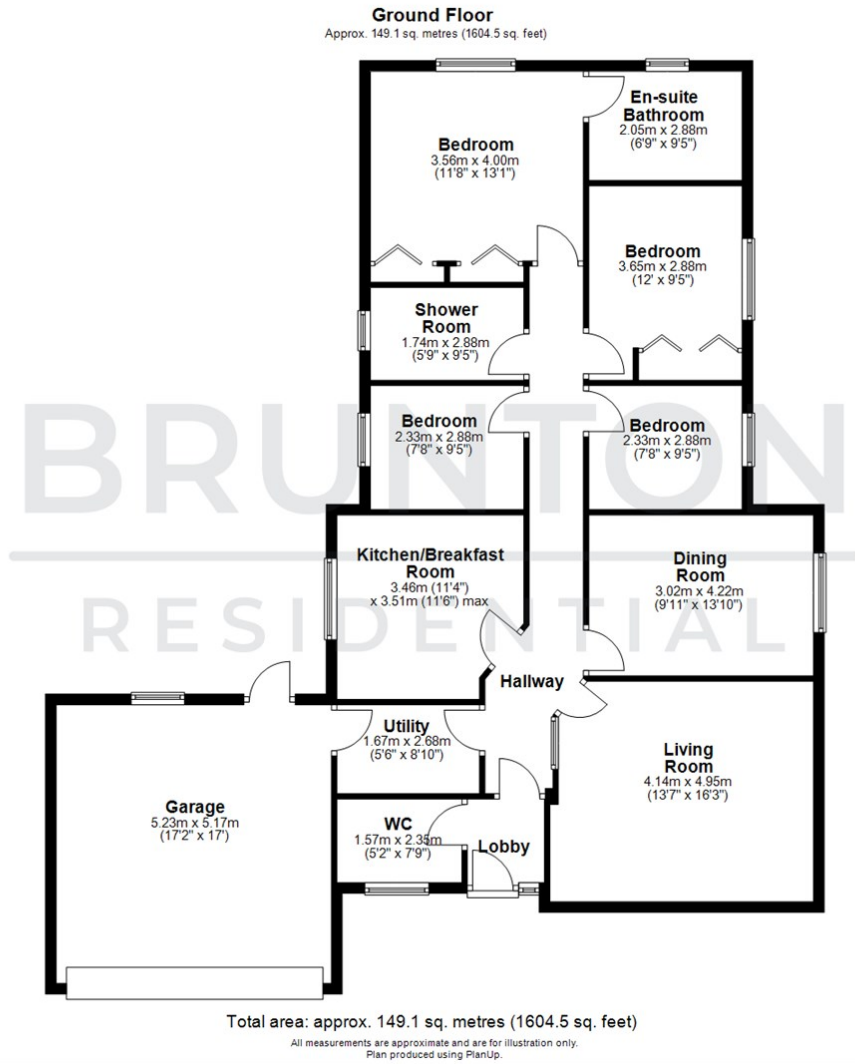 Ground Floor
Approx. 149.1 sq. metres (1604.5 sq. feet)
En-suite
Bathroom
2.05m x 2.88m
(6'9" x 9'5")
Bedroom
3.56m x 4.00m
(11'8" x 13'1")
Bedroom
3.65m x 2.88m
(12' x 9'5")
Shower
Room
1.74m x 2.88m
(5'9" x 9'5")
Bedroom
2.33m x 2.88m
(7'8" x 9'5")
Bedroom
2.33m x 2.88m
(7'8" x 9'5")
BRUNTON
RESIDENTIAL
Kitchen/Breakfast
Room
3.46m (11'4")
x 3.51m (11'6") max
Dining
Room
3.02m x 4.22m
(9'11" x 13'10")
Hallway
Utility
1.67m x 2.68m
(5'6" x 8'10")
Living
Room
4.14m x 4.95m
(13'7" x 16'3")
Garage
5.23m x 5.17m
(17'2" x 17')
WC
1.57m x 2.35m
(5'2" x 7'9")
Lobby
Total area: approx. 149.1 sq. metres (1604.5 sq. feet)
All measurements are approximate and are for illustration only.
Plan produced using PlanUp.